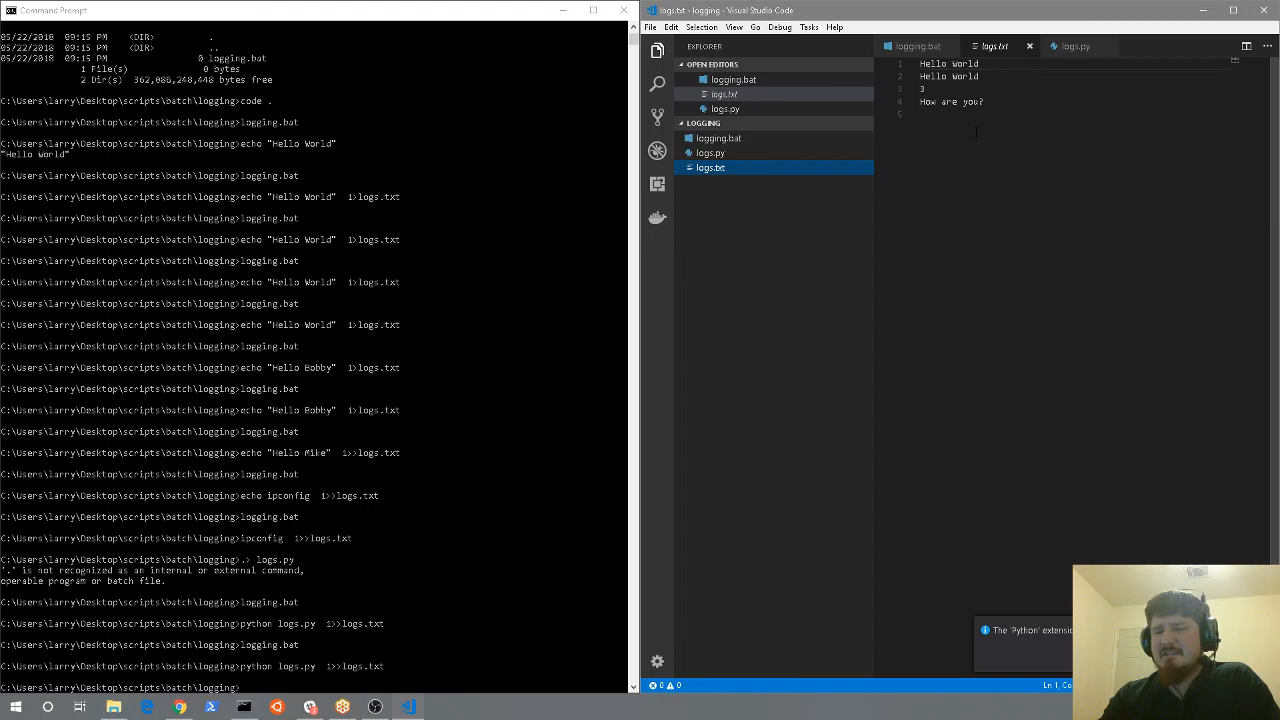 Command Prompt
05/22/2018  09:15 PM  <DIR>  .
05/22/2018  09:15 PM  <DIR>  ..
05/22/2018  09:15 PM  0 logging.bat
1 File(s)  0 bytes
2 Dir(s)  362,086,248,448 bytes free
C:\Users\larry\Desktop\scripts\batch\logging>code .
C:\Users\larry\Desktop\scripts\batch\logging>logging.bat
C:\Users\larry\Desktop\scripts\batch\logging>echo "Hello World"
"Hello World"
C:\Users\larry\Desktop\scripts\batch\logging>logging.bat
C:\Users\larry\Desktop\scripts\batch\logging>echo "Hello World"  1>logs.txt
C:\Users\larry\Desktop\scripts\batch\logging>logging.bat
C:\Users\larry\Desktop\scripts\batch\logging>echo "Hello World"  1>logs.txt
C:\Users\larry\Desktop\scripts\batch\logging>logging.bat
C:\Users\larry\Desktop\scripts\batch\logging>echo "Hello World"  1>logs.txt
C:\Users\larry\Desktop\scripts\batch\logging>logging.bat
C:\Users\larry\Desktop\scripts\batch\logging>echo "Hello World"  1>logs.txt
C:\Users\larry\Desktop\scripts\batch\logging>logging.bat
C:\Users\larry\Desktop\scripts\batch\logging>echo "Hello Bobby"  1>logs.txt
C:\Users\larry\Desktop\scripts\batch\logging>logging.bat
C:\Users\larry\Desktop\scripts\batch\logging>echo "Hello Bobby"  1>logs.txt
C:\Users\larry\Desktop\scripts\batch\logging>logging.bat
C:\Users\larry\Desktop\scripts\batch\logging>echo "Hello Mike"  1>>logs.txt
C:\Users\larry\Desktop\scripts\batch\logging>logging.bat
C:\Users\larry\Desktop\scripts\batch\logging>echo ipconfig  1>>logs.txt
C:\Users\larry\Desktop\scripts\batch\logging>logging.bat
C:\Users\larry\Desktop\scripts\batch\logging>ipconfig  1>>logs.txt
C:\Users\larry\Desktop\scripts\batch\logging>.> logs.py
'.' is not recognized as an internal or external command,
operable program or batch file.
C:\Users\larry\Desktop\scripts\batch\logging>logging.bat
C:\Users\larry\Desktop\scripts\batch\logging>python logs.py  1>>logs.txt
C:\Users\larry\Desktop\scripts\batch\logging>logging.bat
C:\Users\larry\Desktop\scripts\batch\logging>python logs.py  1>>logs.txt
C:\Users\larry\Desktop\scripts\batch\logging>
logs.txt - logging - Visual Studio Code
File Edit Selection View Go Debug Tasks Help
EXPLORER
OPEN EDITORS
logging.bat
logs.txt
logs.py
LOGGING
logging.bat
logs.py
logs.txt
logging.bat logs.txt logs.py
1 Hello World
2 Hello World
3 3
4 How are you?
5
The 'Python' extensio
0 0
Ln 1, Co